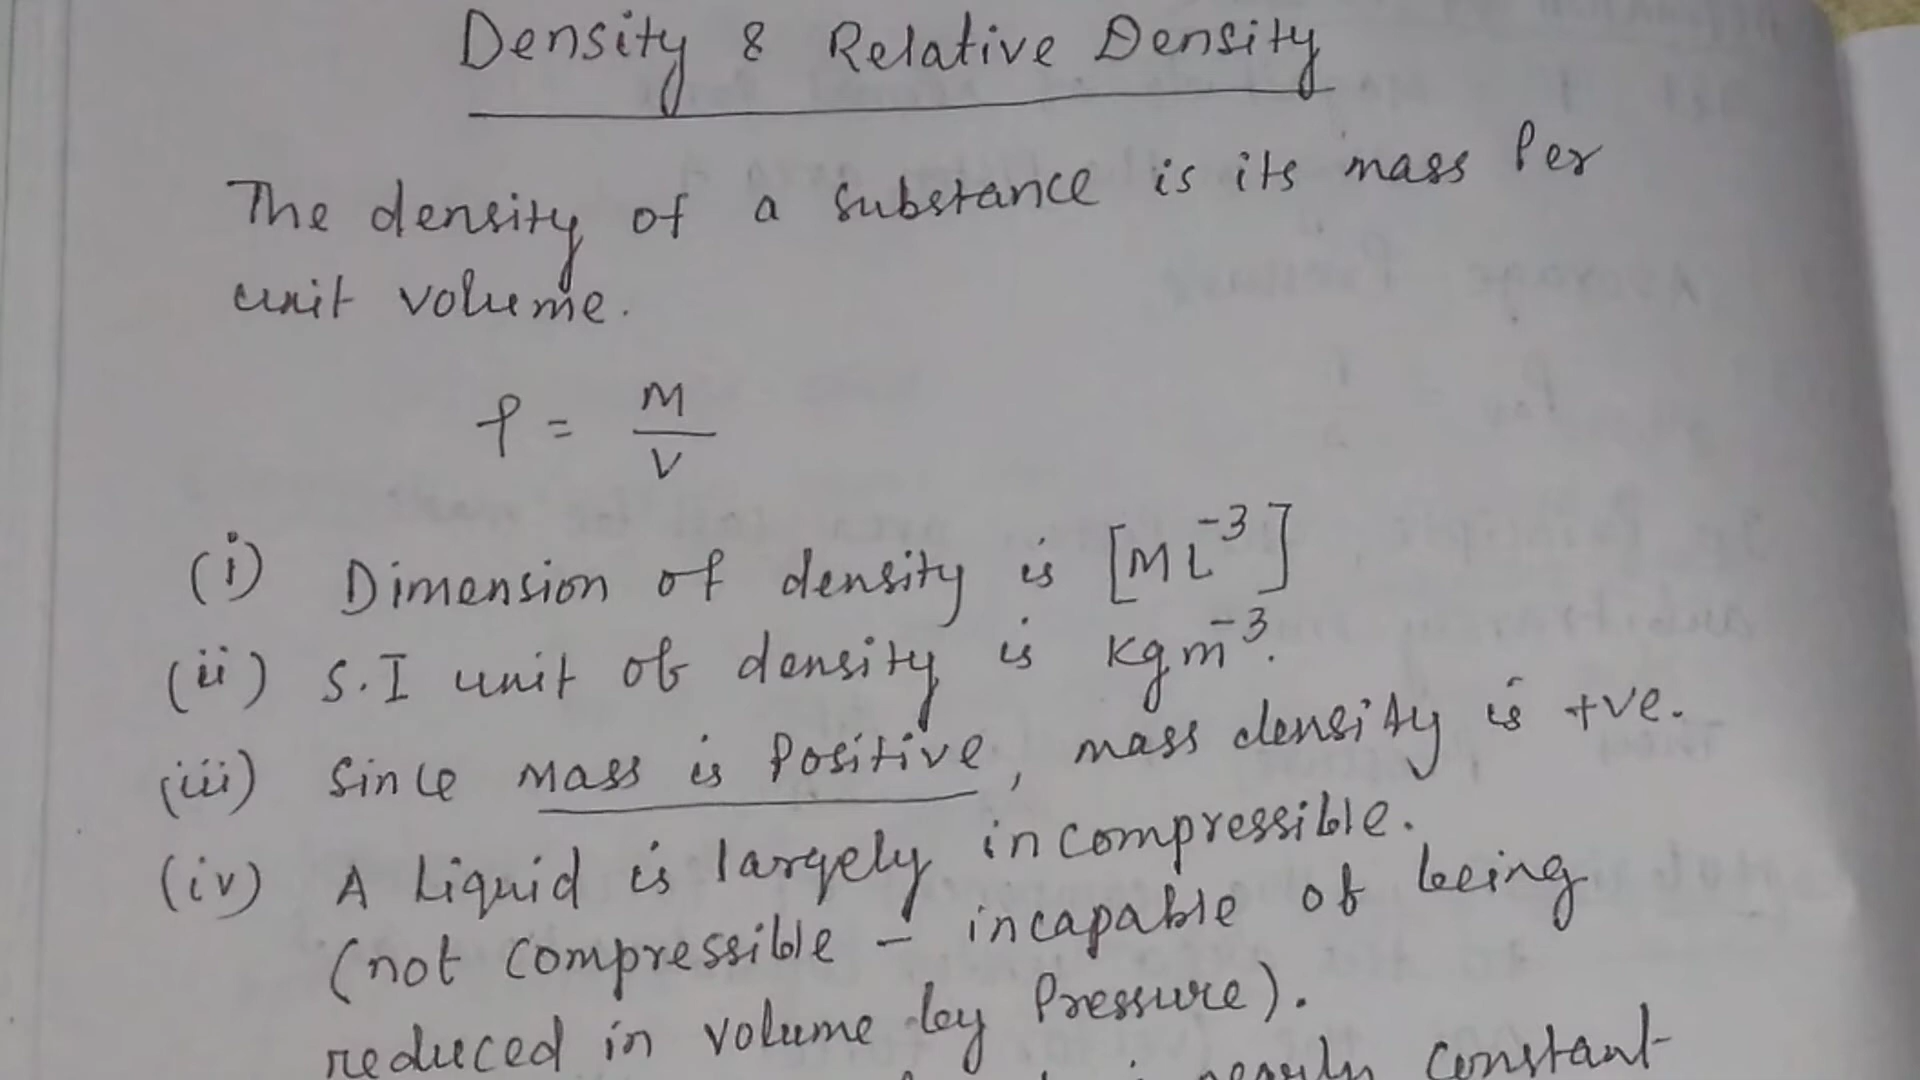 Density & Relative Density
The density of a substance is its mass Per
unit volume.
ρ = M/V
(i) Dimension of density is [ML⁻³]
(ii) S.I unit of density is kgm⁻³.
(iii) Since mass is Positive, mass density is +ve.
(iv) A Liquid is largely incompressible.
(not compressible - incapable of being
reduced in volume by Pressure).
nearly constant